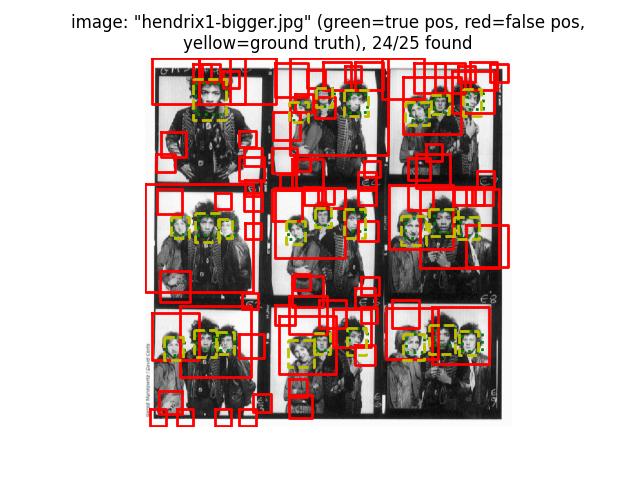 image: "hendrix1-bigger.jpg" (green=true pos, red=false pos,
yellow=ground truth), 24/25 found